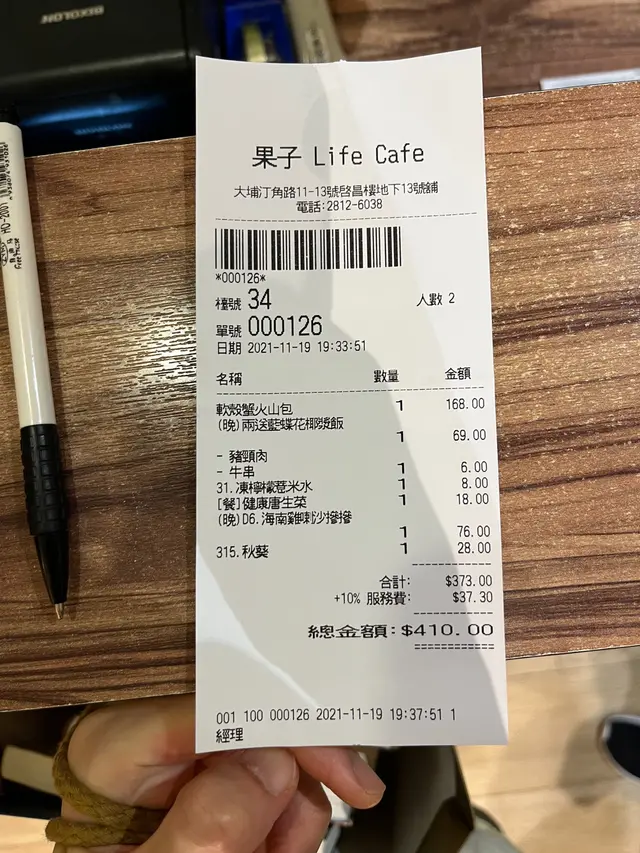 果子 Life Cafe
大埔汀角路11-13號啓昌樓地下13號舖
電話:2812-6038
*000126*
檯號 34 人數 2
單號 000126
日期 2021-11-19 19:33:51
名稱 數量 金額
軟殼蟹火山包 1 168.00
(晚)兩送藍蝶花椰漿飯
1 69.00
- 豬頸肉
- 牛串 1 6.00
31.凍檸檬薏米水 1 8.00
[餐]健康唐生菜 1 18.00
(晚)D6.海南雞喇沙摻摻
1 76.00
315.秋葵 1 28.00
合計: $373.00
+10% 服務費: $37.30
總金額: $410.00
001 100 000126 2021-11-19 19:37:51 1
經理